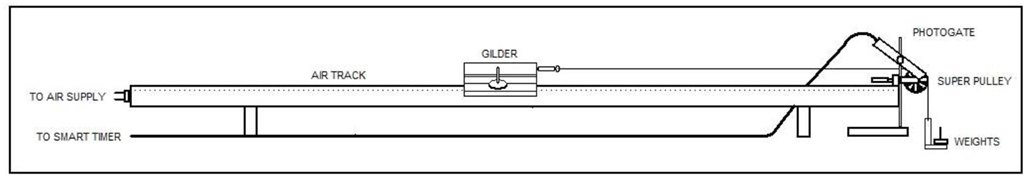 PHOTOGATE
GILDER
AIR TRACK
SUPER PULLEY
TO AIR SUPPLY
TO SMART TIMER
WEIGHTS